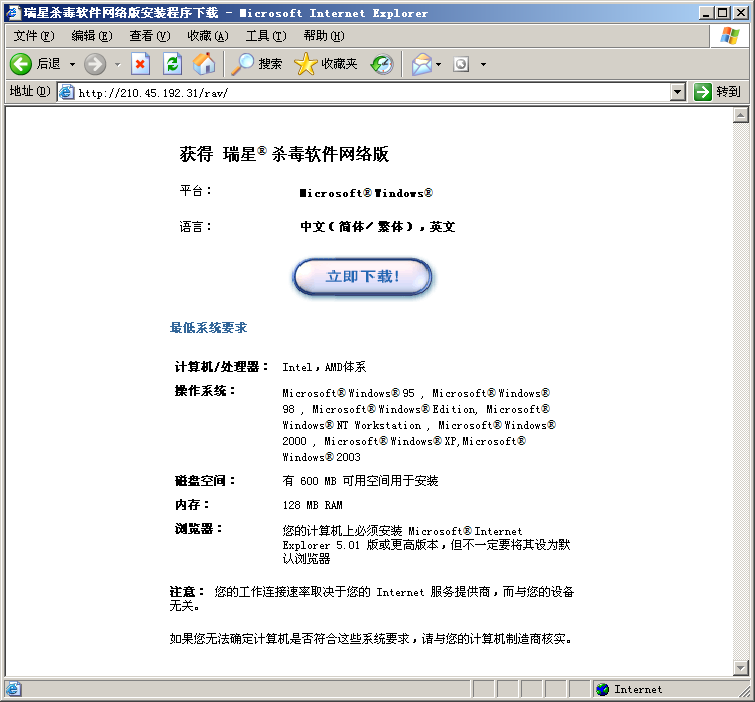 瑞星杀毒软件网络版安装程序下载 - Microsoft Internet Explorer
文件(F) 编辑(E) 查看(V) 收藏(A) 工具(T) 帮助(H)
后退 搜索 收藏夹
地址(D) http://210.45.192.31/rav/ 转到
获得 瑞星® 杀毒软件网络版
平台： Microsoft®Windows®
语言： 中文(简体/繁体)，英文
立即下载!
最低系统要求
计算机/处理器： Intel，AMD体系
操作系统： Microsoft®Windows®95 , Microsoft®Windows®
98 , Microsoft®Windows®Edition, Microsoft®
Windows®NT Workstation , Microsoft®Windows®
2000 , Microsoft®Windows®XP,Microsoft®
Windows®2003
磁盘空间： 有 600 MB 可用空间用于安装
内存： 128 MB RAM
浏览器： 您的计算机上必须安装 Microsoft®Internet
Explorer 5.01 版或更高版本，但不一定要将其设为默
认浏览器
注意： 您的工作连接速率取决于您的 Internet 服务提供商，而与您的设备
无关。
如果您无法确定计算机是否符合这些系统要求，请与您的计算机制造商核实。
Internet